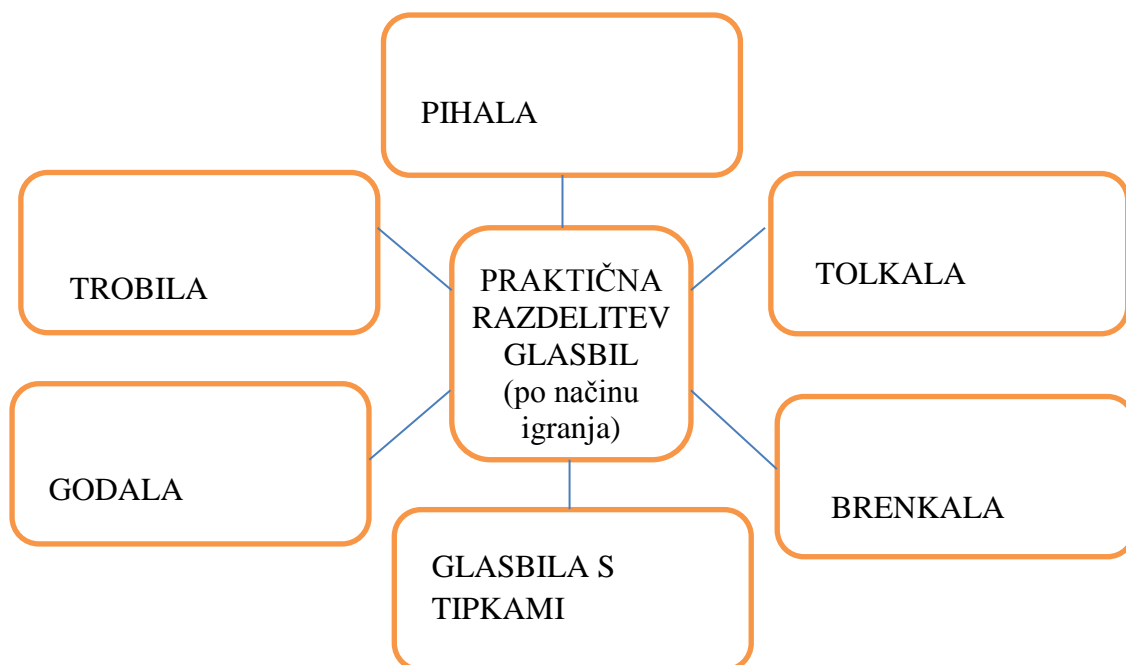 PIHALA
TROBILA
PRAKTIČNA
RAZDELITEV
GLASBIL
(po načinu
igranja)
TOLKALA
GODALA
BRENKALA
GLASBILA S
TIPKAMI